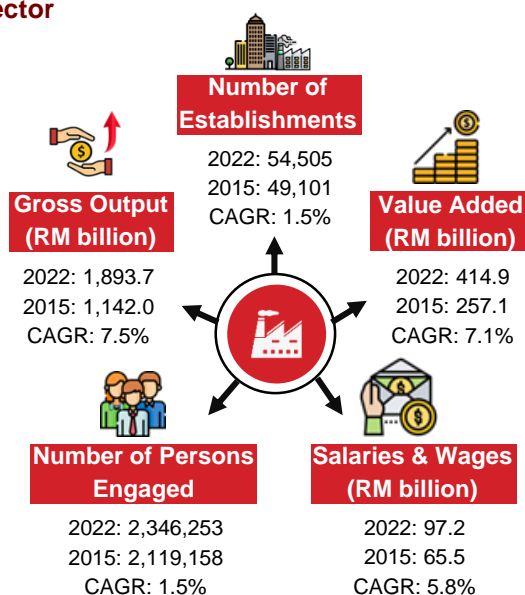 ector
Number of
Establishments
2022: 54,505
2015: 49,101
CAGR: 1.5%
Gross Output
(RM billion)
2022: 1,893.7
2015: 1,142.0
CAGR: 7.5%
Value Added
(RM billion)
2022: 414.9
2015: 257.1
CAGR: 7.1%
Number of Persons
Engaged
2022: 2,346,253
2015: 2,119,158
CAGR: 1.5%
Salaries & Wages
(RM billion)
2022: 97.2
2015: 65.5
CAGR: 5.8%